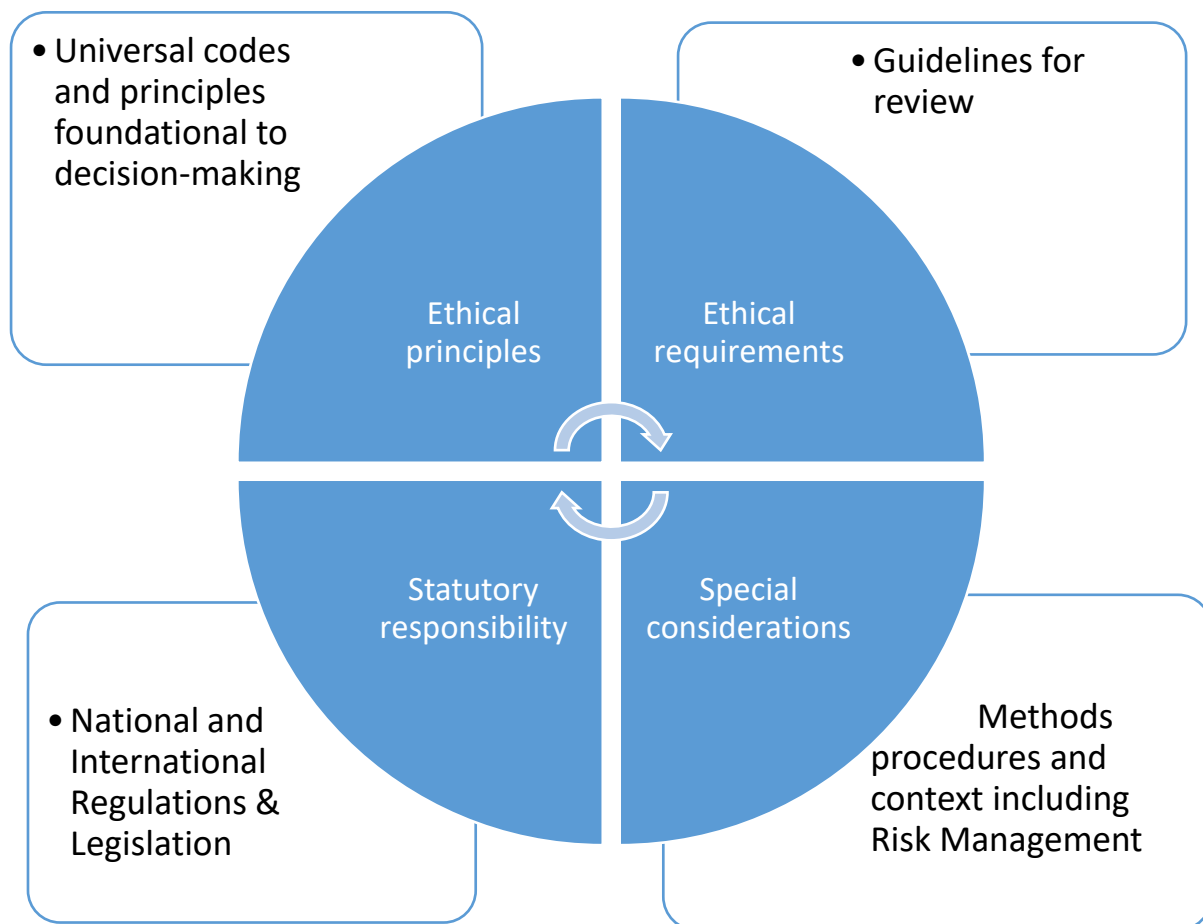 • Universal codes
and principles
foundational to
decision-making
• Guidelines for
review
Ethical
principles
Ethical
requirements
Statutory
responsibility
Special
considerations
• National and
International
Regulations &
Legislation
Methods
procedures and
context including
Risk Management